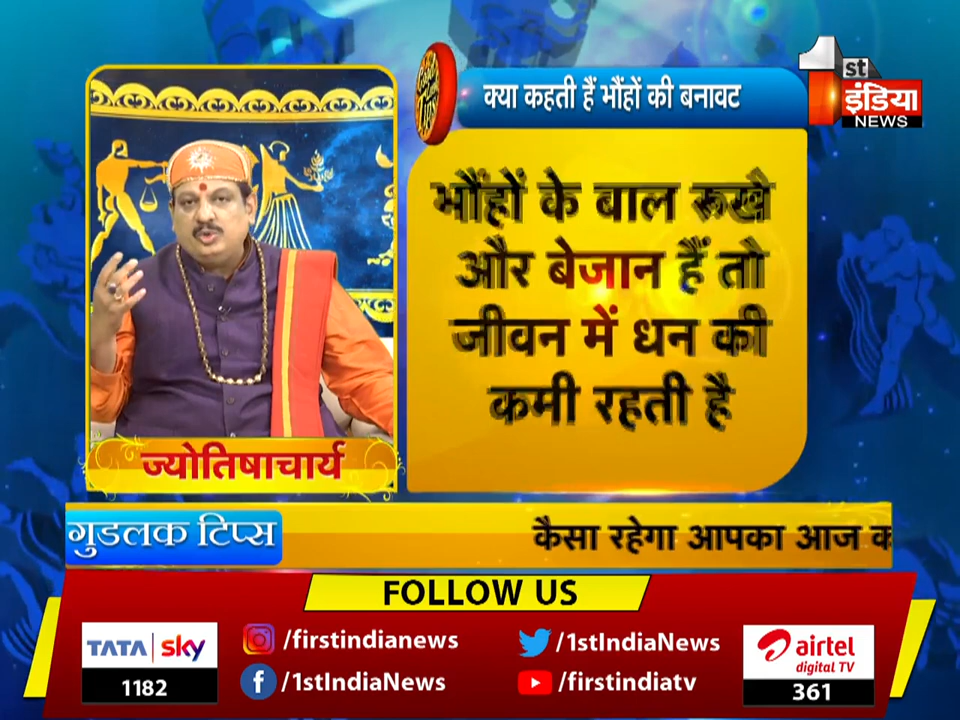 क्या कहती हैं भौंहों की बनावट
1st
इंडिया
NEWS
भौंहों के बाल रूखे
और बेजान हैं तो
जीवन में धन की
कमी रहती है
ज्योतिषाचार्य
गुडलक टिप्स
कैसा रहेगा आपका आज क
FOLLOW US
TATA sky
1182
/firstindianews
/1stIndiaNews
/1stIndiaNews
/firstindiatv
airtel
digital TV
361